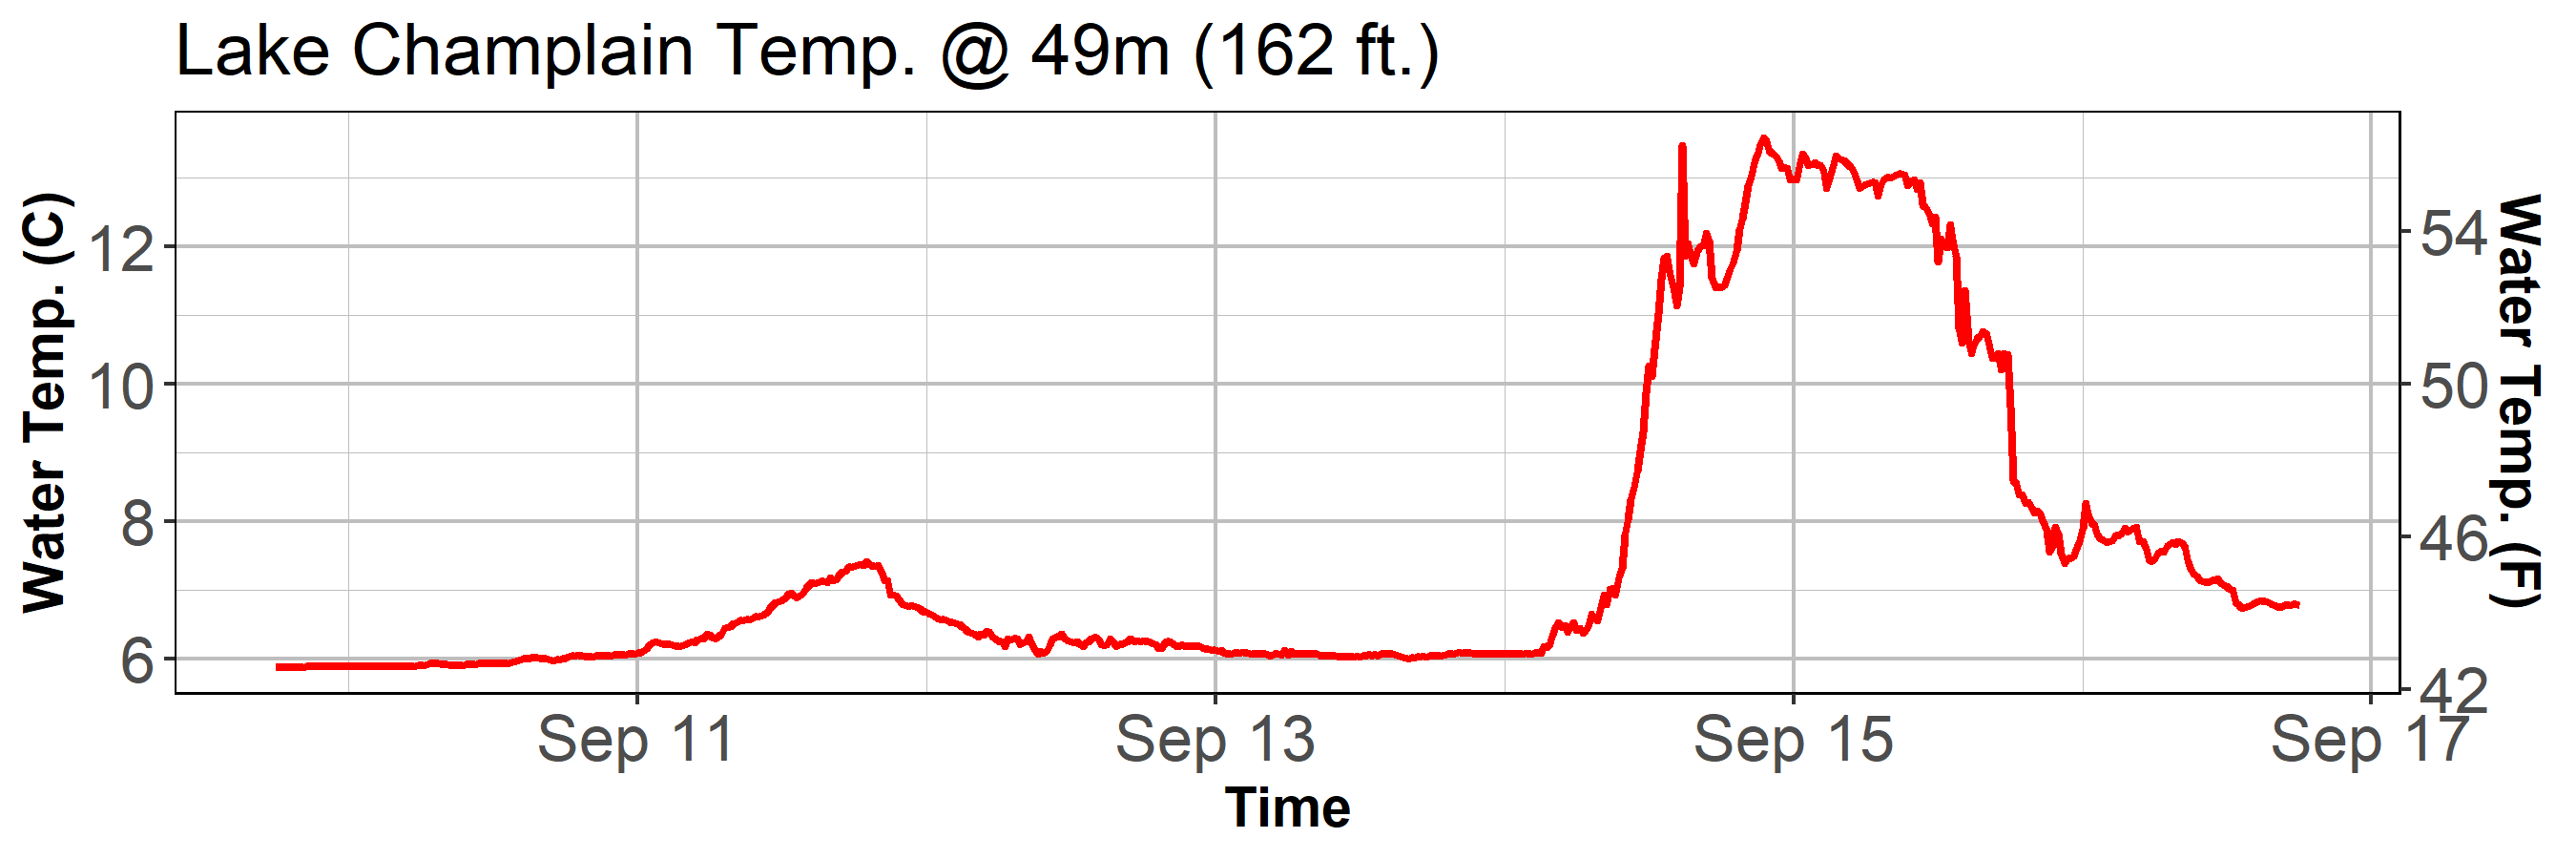 Lake Champlain Temp. @ 49m (162 ft.)
Water Temp. (C)
12
10
8
6
54
50
46
42
Water Temp. (F)
Sep 11
Sep 13
Sep 15
Sep 17
Time